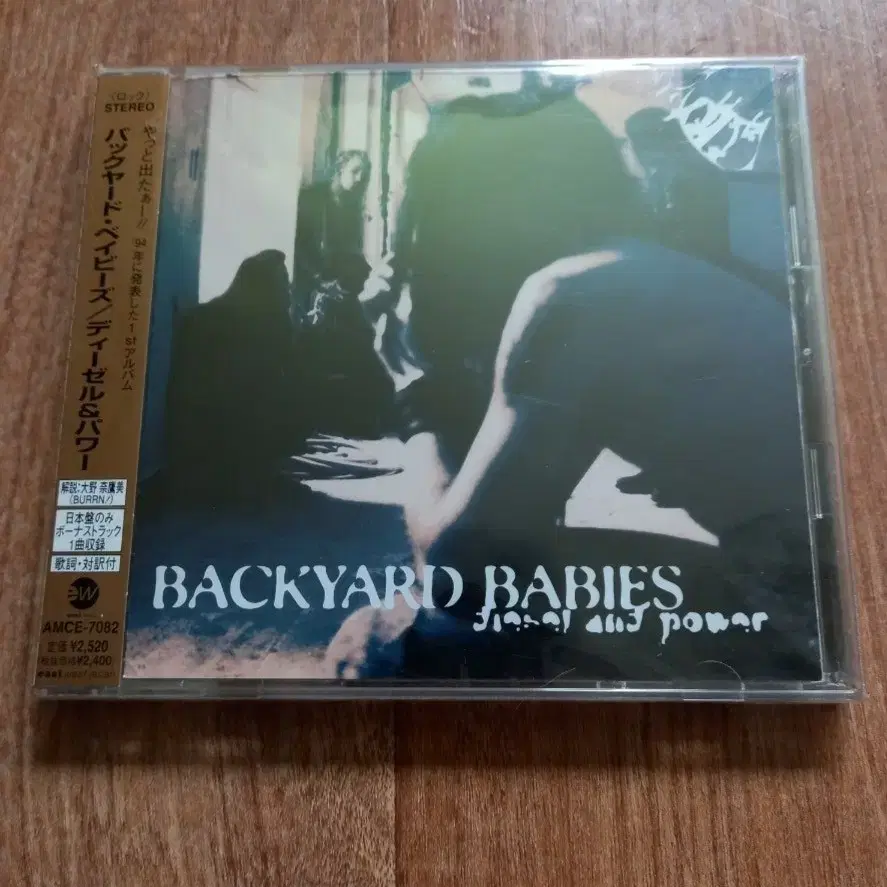 〈ロック〉
STEREO
やっと出たぁー!! '94年に発表した1stアルバム
バックヤード・ベイビーズ/ディーゼル&パワー
解説:大野 奈鷹美
(BURRN!)
日本盤のみ
ボーナストラック
1曲収録
歌詞・対訳付
AMCE-7082
定価 ¥2,520
税抜価格¥2,400
east west japan
BACKYARD BABIES
diesel and power